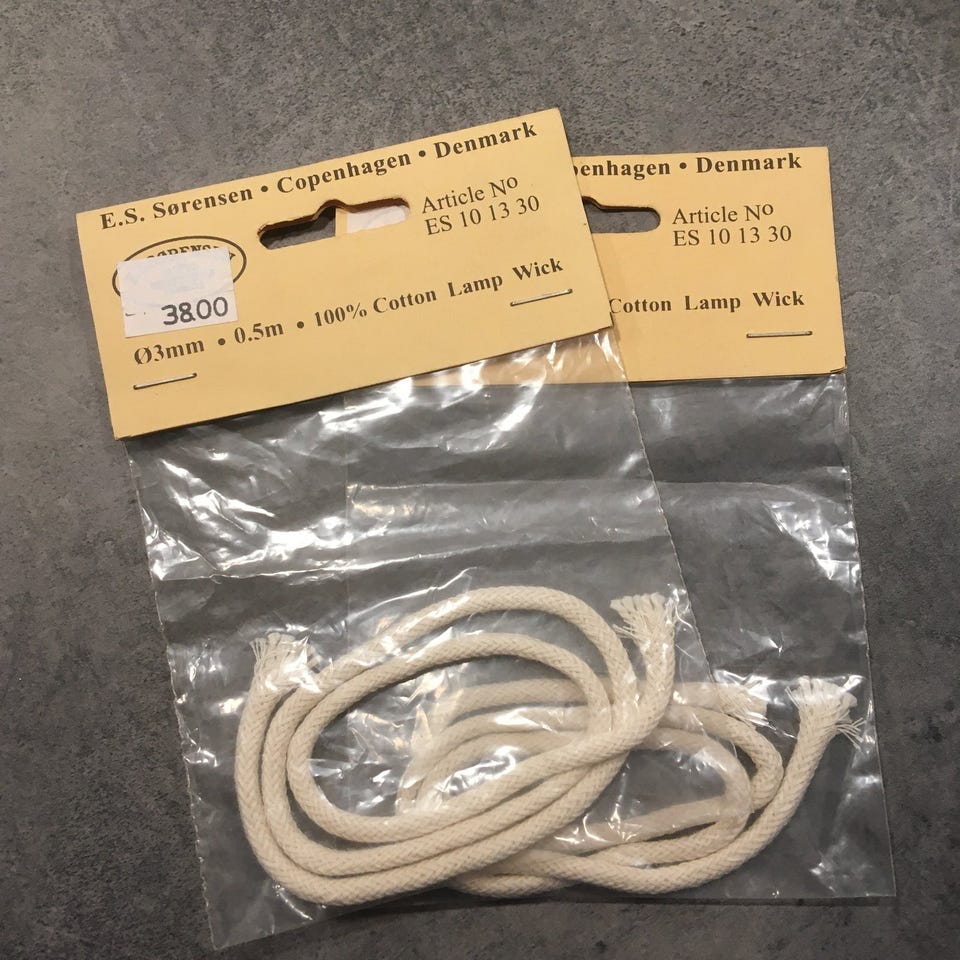 E.S. Sørensen • Copenhagen • Denmark
Article No
ES 10 13 30
38.00
Ø3mm • 0.5m • 100% Cotton Lamp Wick
penhagen • Denmark
Article No
ES 10 13 30
Cotton Lamp Wick